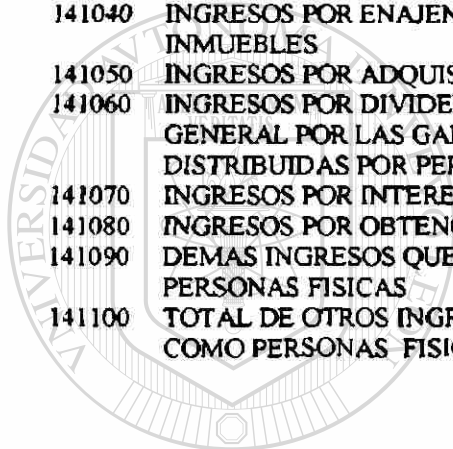 141040 INGRESOS POR ENAJEN
INMUEBLES
141050 INGRESOS POR ADQUIS
141060 INGRESOS POR DIVIDE
GENERAL POR LAS GA
DISTRIBUIDAS POR PER
141070 INGRESOS POR INTERE
141080 INGRESOS POR OBTEN
141090 DEMAS INGRESOS QUE
PERSONAS FISICAS
141100 TOTAL DE OTROS INGR
COMO PERSONAS FISI